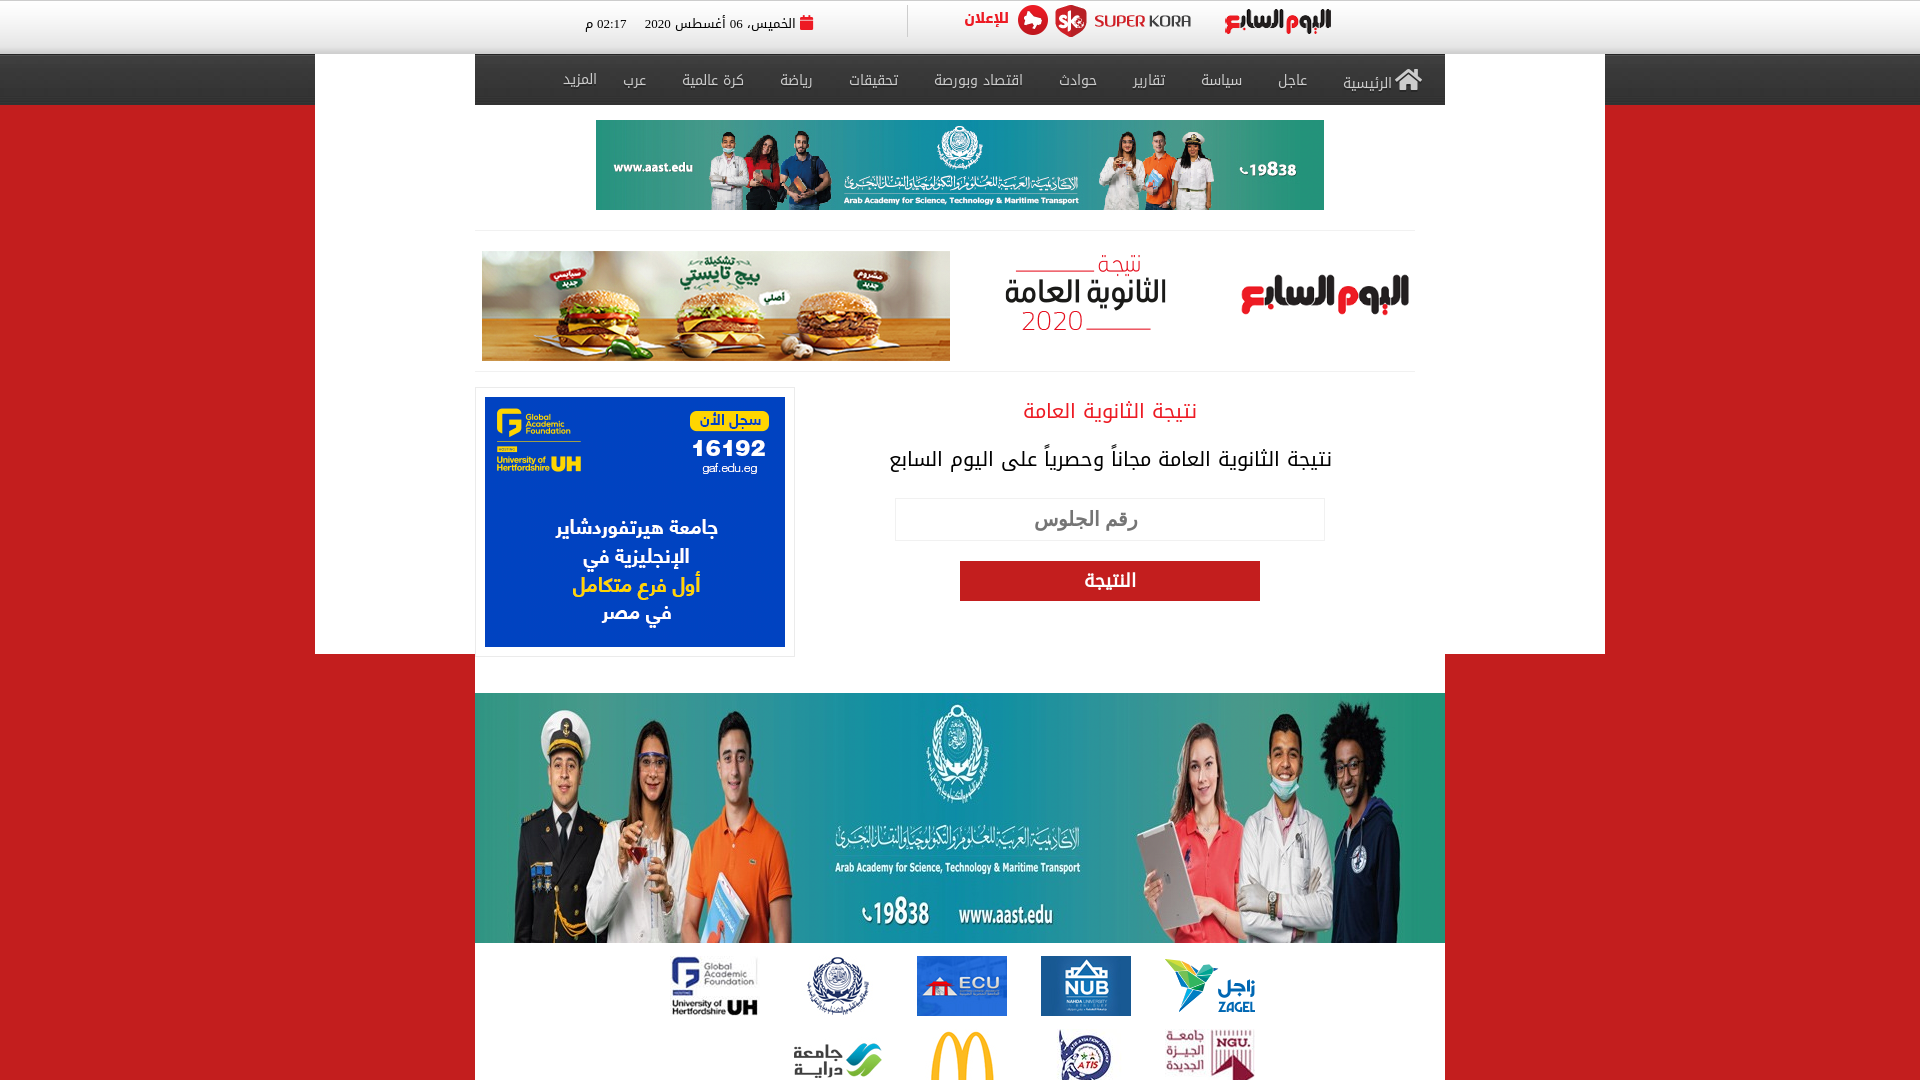 اليوم السابع
SUPER KORA
SK
للإعلان
الخميس، 06 أغسطس 2020
02:17 م
الرئيسية
عاجل
سياسة
تقارير
حوادث
اقتصاد وبورصة
تحقيقات
رياضة
كرة عالمية
عرب
المزيد
www.aast.edu
الأكاديمية العربية للعلوم والتكنولوجيا والنقل البحري
Arab Academy for Science, Technology & Maritime Transport
19838
اليوم السابع
نتيجة
الثانوية العامة
2020
تشكيلة
بيج تايستي
سبايسي
جديد
أصلي
مشروم
جديد
نتيجة الثانوية العامة
نتيجة الثانوية العامة مجاناً وحصرياً على اليوم السابع
رقم الجلوس
النتيجة
Global
Academic
Foundation
HOSTING
University of
Hertfordshire UH
سجل الأن
16192
gaf.edu.eg
جامعة هيرتفوردشاير
الإنجليزية في
أول فرع متكامل
في مصر
الأكاديمية العربية للعلوم والتكنولوجيا والنقل البحري
Arab Academy for Science, Technology & Maritime Transport
19838
www.aast.edu
زاجل
ZAGEL
NUB
NAHDA UNIVERSITY
ECU
Global
Academic
Foundation
HOSTING
University of
Hertfordshire UH
جامعة
الجيزة
الجديدة
NGU.
ATIS
جامعة
دراية